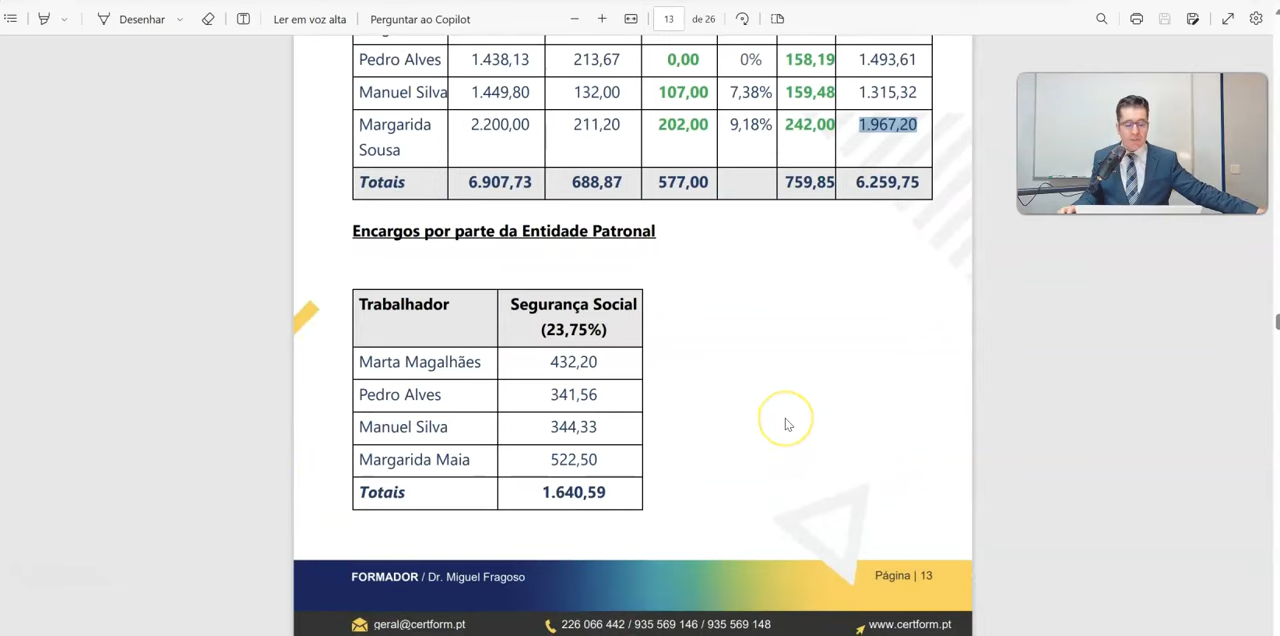 Desenhar
Ler em voz alta
Perguntar ao Copilot
13 de 26
Pedro Alves 1.438,13 213,67 0,00 0% 158,19 1.493,61
Manuel Silva 1.449,80 132,00 107,00 7,38% 159,48 1.315,32
Margarida 2.200,00 211,20 202,00 9,18% 242,00 1.967,20
Sousa
Totais 6.907,73 688,87 577,00 759,85 6.259,75
Encargos por parte da Entidade Patronal
Trabalhador Segurança Social
(23,75%)
Marta Magalhães 432,20
Pedro Alves 341,56
Manuel Silva 344,33
Margarida Maia 522,50
Totais 1.640,59
FORMADOR / Dr. Miguel Fragoso
Página | 13
geral@certform.pt 226 066 442 / 935 569 146 / 935 569 148 www.certform.pt